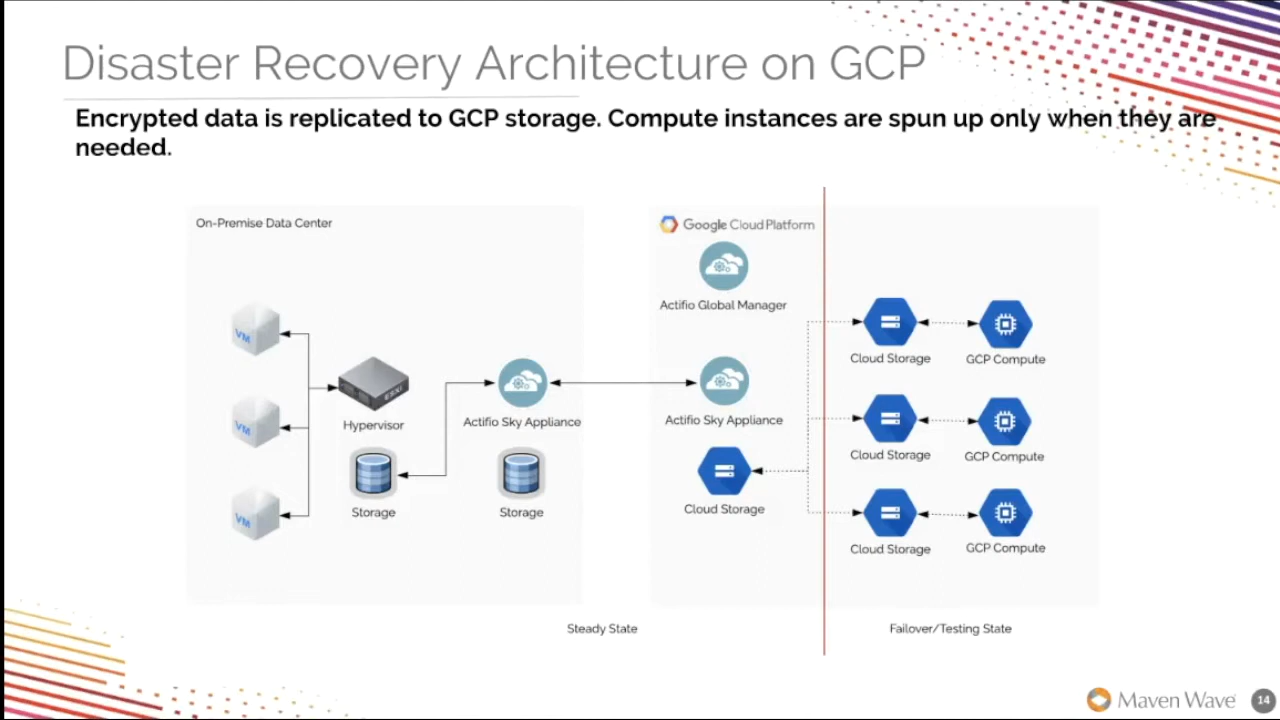 Disaster Recovery Architecture on GCP
Encrypted data is replicated to GCP storage. Compute instances are spun up only when they are
needed.
On-Premise Data Center
VM
VM
VM
ESXi
Hypervisor
Storage
Actifio Sky Appliance
Storage
Google Cloud Platform
Actifio Global Manager
Actifio Sky Appliance
Cloud Storage
Cloud Storage
GCP Compute
Cloud Storage
GCP Compute
Cloud Storage
GCP Compute
Steady State
Failover/Testing State
Maven Wave
14